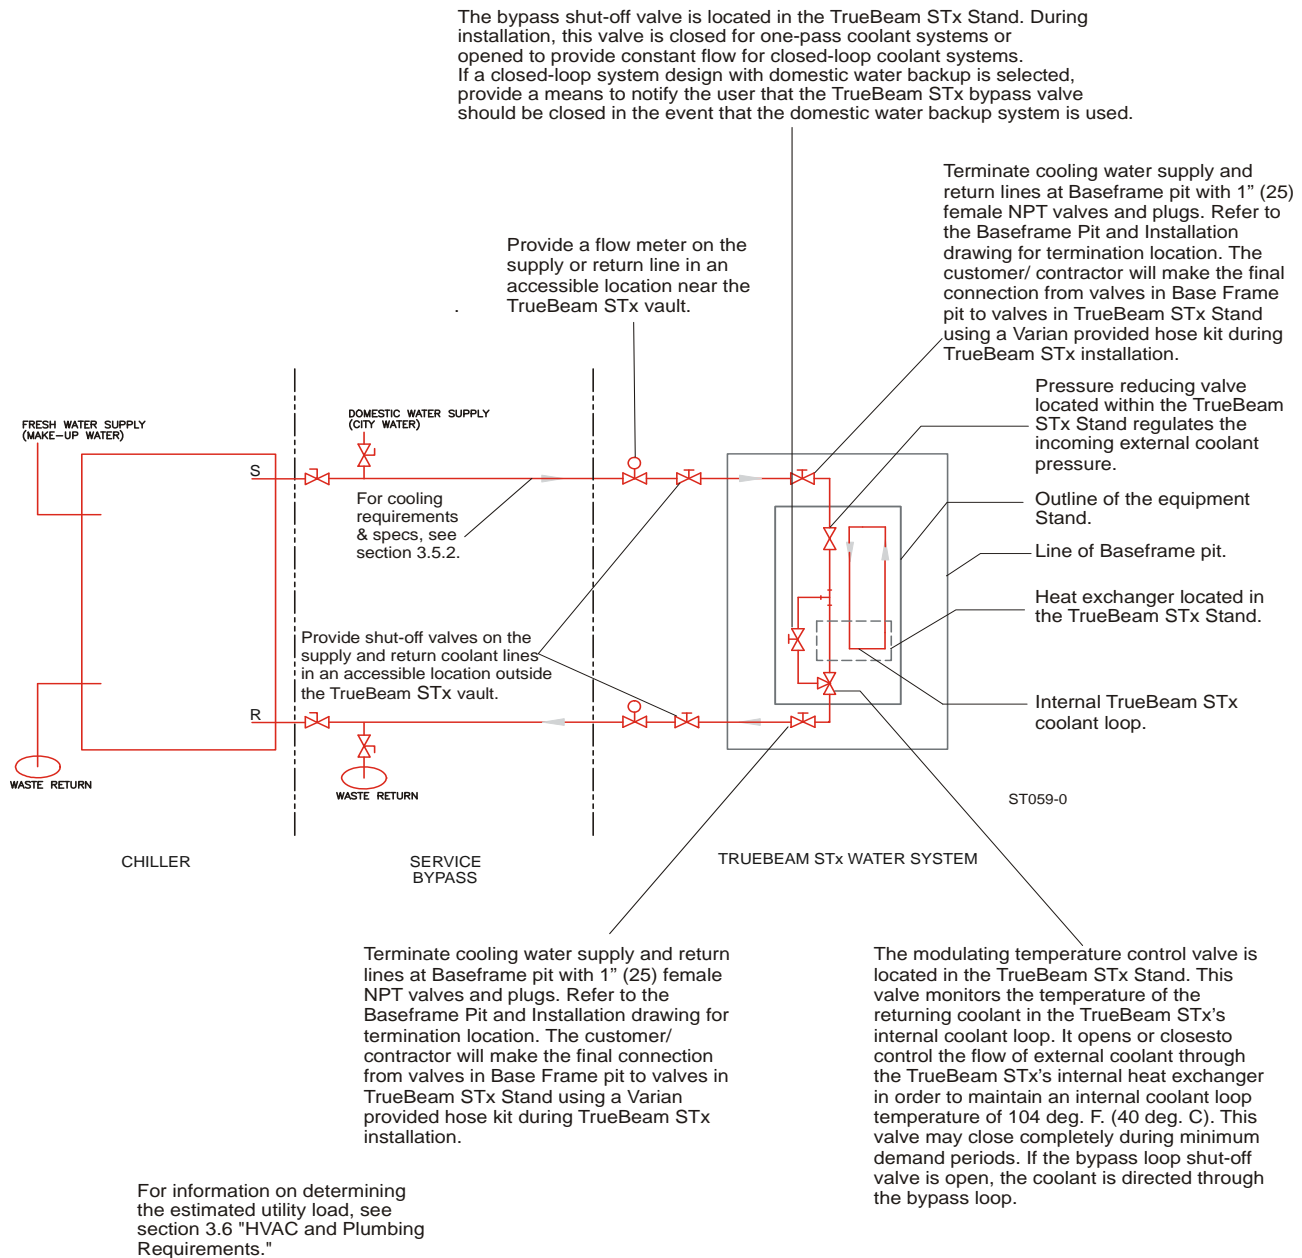 The bypass shut-off valve is located in the TrueBeam STx Stand. During
installation, this valve is closed for one-pass coolant systems or
opened to provide constant flow for closed-loop coolant systems.
If a closed-loop system design with domestic water backup is selected,
provide a means to notify the user that the TrueBeam STx bypass valve
should be closed in the event that the domestic water backup system is used.
Terminate cooling water supply and
return lines at Baseframe pit with 1” (25)
female NPT valves and plugs. Refer to
the Baseframe Pit and Installation
drawing for termination location. The
customer/ contractor will make the final
connection from valves in Base Frame
pit to valves in TrueBeam STx Stand
using a Varian provided hose kit during
TrueBeam STx installation.
Provide a flow meter on the
supply or return line in an
accessible location near the
TrueBeam STx vault.
.
Pressure reducing valve
located within the TrueBeam
STx Stand regulates the
incoming external coolant
pressure.
FRESH WATER SUPPLY
(MAKE-UP WATER)
DOMESTIC WATER SUPPLY
(CITY WATER)
S
For cooling
requirements
& specs, see
section 3.5.2.
Outline of the equipment
Stand.
Line of Baseframe pit.
Heat exchanger located in
the TrueBeam STx Stand.
Provide shut-off valves on the
supply and return coolant lines
in an accessible location outside
the TrueBeam STx vault.
Internal TrueBeam STx
coolant loop.
R
WASTE RETURN
WASTE RETURN
ST059-0
CHILLER
SERVICE
BYPASS
TRUEBEAM STx WATER SYSTEM
Terminate cooling water supply and return
lines at Baseframe pit with 1” (25) female
NPT valves and plugs. Refer to the
Baseframe Pit and Installation drawing for
termination location. The customer/
contractor will make the final connection
from valves in Base Frame pit to valves in
TrueBeam STx Stand using a Varian
provided hose kit during TrueBeam STx
installation.
The modulating temperature control valve is
located in the TrueBeam STx Stand. This
valve monitors the temperature of the
returning coolant in the TrueBeam STx’s
internal coolant loop. It opens or closesto
control the flow of external coolant through
the TrueBeam STx’s internal heat exchanger
in order to maintain an internal coolant loop
temperature of 104 deg. F. (40 deg. C). This
valve may close completely during minimum
demand periods. If the bypass loop shut-off
valve is open, the coolant is directed through
the bypass loop.
For information on determining
the estimated utility load, see
section 3.6 "HVAC and Plumbing
Requirements."